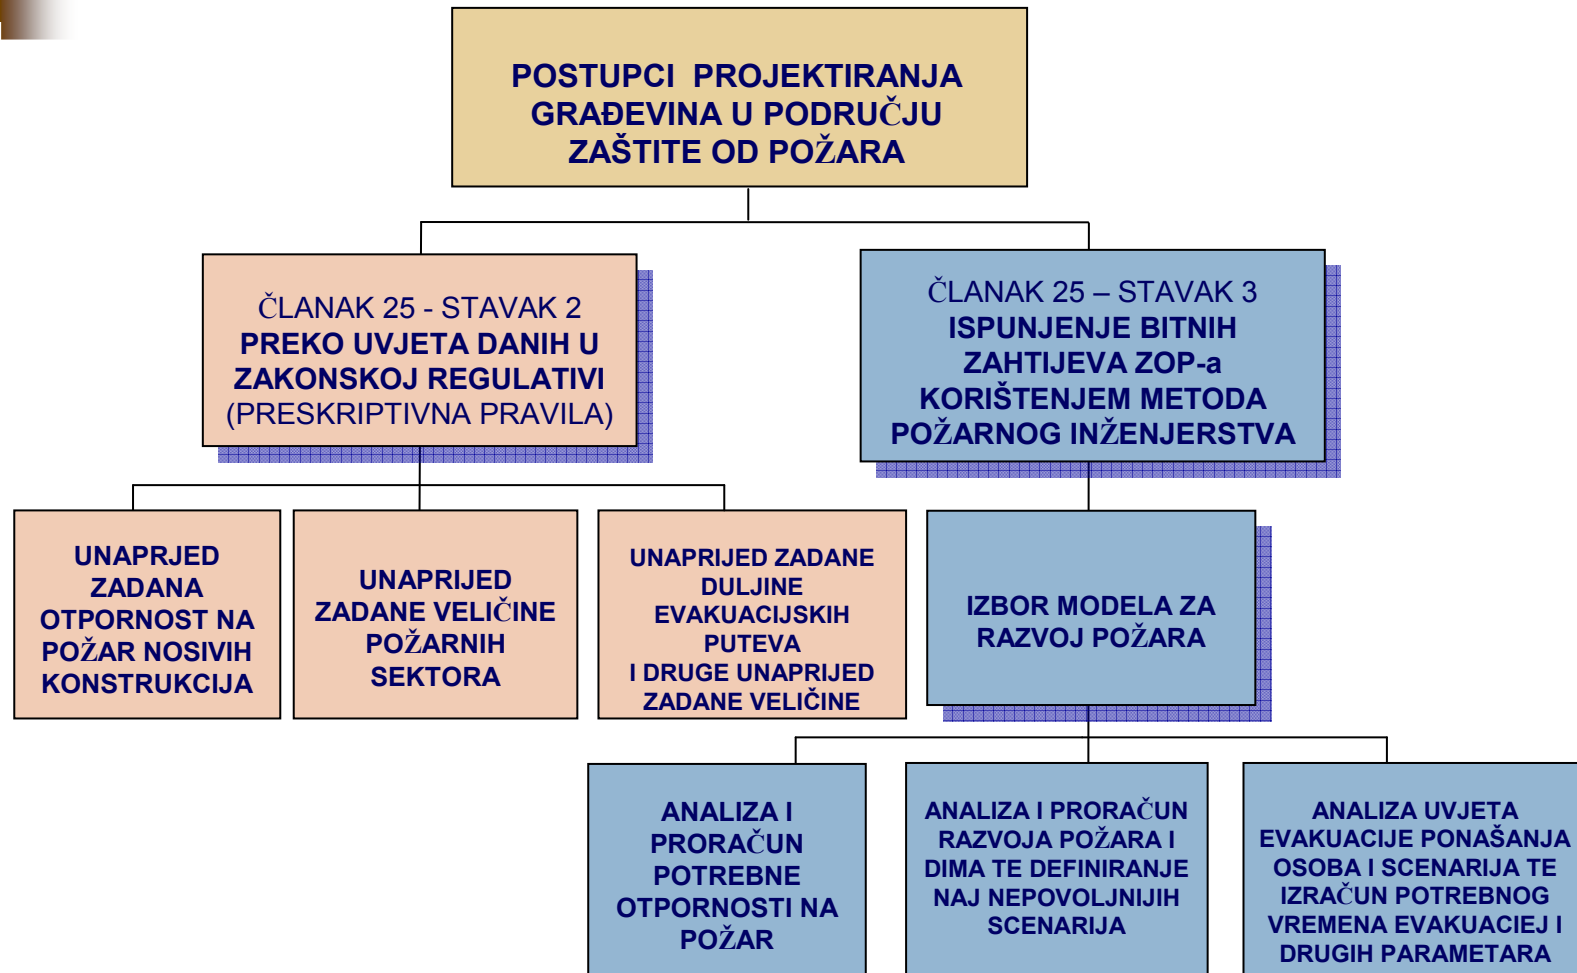 POSTUPCI PROJEKTIRANJA
GRAĐEVINA U PODRUČJU
ZAŠTITE OD POŽARA
ČLANAK 25 - STAVAK 2
PREKO UVJETA DANIH U
ZAKONSKOJ REGULATIVI
(PRESKRIPTIVNA PRAVILA)
ČLANAK 25 – STAVAK 3
ISPUNJENJE BITNIH
ZAHTIJEVA ZOP-a
KORIŠTENJEM METODA
POŽARNOG INŽENJERSTVA
UNAPRJED
ZADANA
OTPORNOST NA
POŽAR NOSIVIH
KONSTRUKCIJA
UNAPRIJED
ZADANE VELIČINE
POŽARNIH
SEKTORA
UNAPRIJED ZADANE
DULJINE
EVAKUACIJSKIH
PUTEVA
I DRUGE UNAPRIJED
ZADANE VELIČINE
IZBOR MODELA ZA
RAZVOJ POŽARA
ANALIZA I
PRORAČUN
POTREBNE
OTPORNOSTI NA
POŽAR
ANALIZA I PRORAČUN
RAZVOJA POŽARA I
DIMA TE DEFINIRANJE
NAJ NEPOVOLJNIJIH
SCENARIJA
ANALIZA UVJETA
EVAKUACIJE PONAŠANJA
OSOBA I SCENARIJA TE
IZRAČUN POTREBNOG
VREMENA EVAKUACIEJ I
DRUGIH PARAMETARA